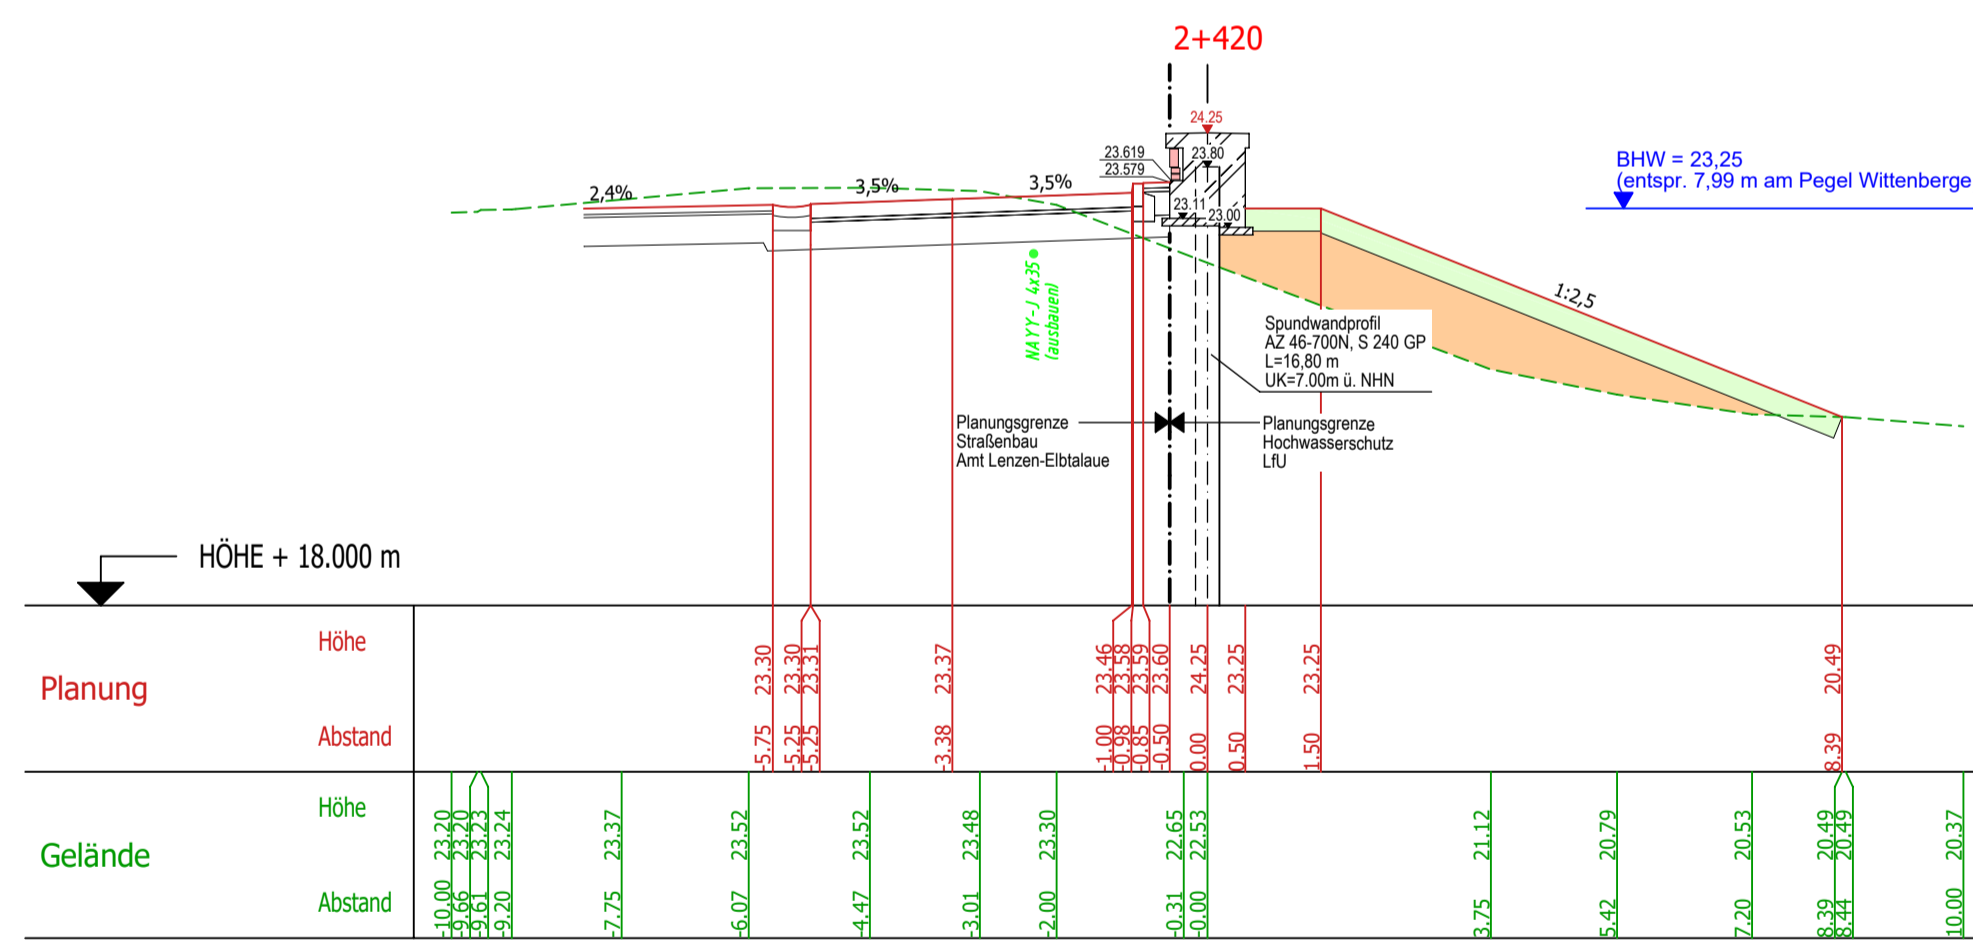 2+420
24.25
23.619
23.579
23.80
23.11
23.00
2,4%
3,5%
3,5%
BHW = 23,25
(entspr. 7,99 m am Pegel Wittenberge
1:2,5
NAYY-J 4x35
(ausbauen)
Spundwandprofil
AZ 46-700N, S 240 GP
L=16,80 m
UK=7.00m ü. NHN
Planungsgrenze
Straßenbau
Amt Lenzen-Elbtalaue
Planungsgrenze
Hochwasserschutz
LfU
HÖHE + 18.000 m
Planung
Höhe
23.30 23.30 23.31 23.37 23.46 23.58 23.59 23.60 24.25 23.25 23.25 20.49
Abstand
-5.75 -5.25 -5.25 -3.38 -1.00 -0.98 -0.85 -0.50 0.00 0.50 1.50 8.39
Gelände
Höhe
23.20 23.20 23.23 23.24 23.37 23.52 23.52 23.48 23.30 22.65 22.53 21.12 20.79 20.53 20.49 20.49 20.37
Abstand
-10.00 -9.66 -9.61 -9.20 -7.75 -6.07 -4.47 -3.01 -2.00 -0.31 -0.00 3.75 5.42 7.20 8.39 8.44 10.00